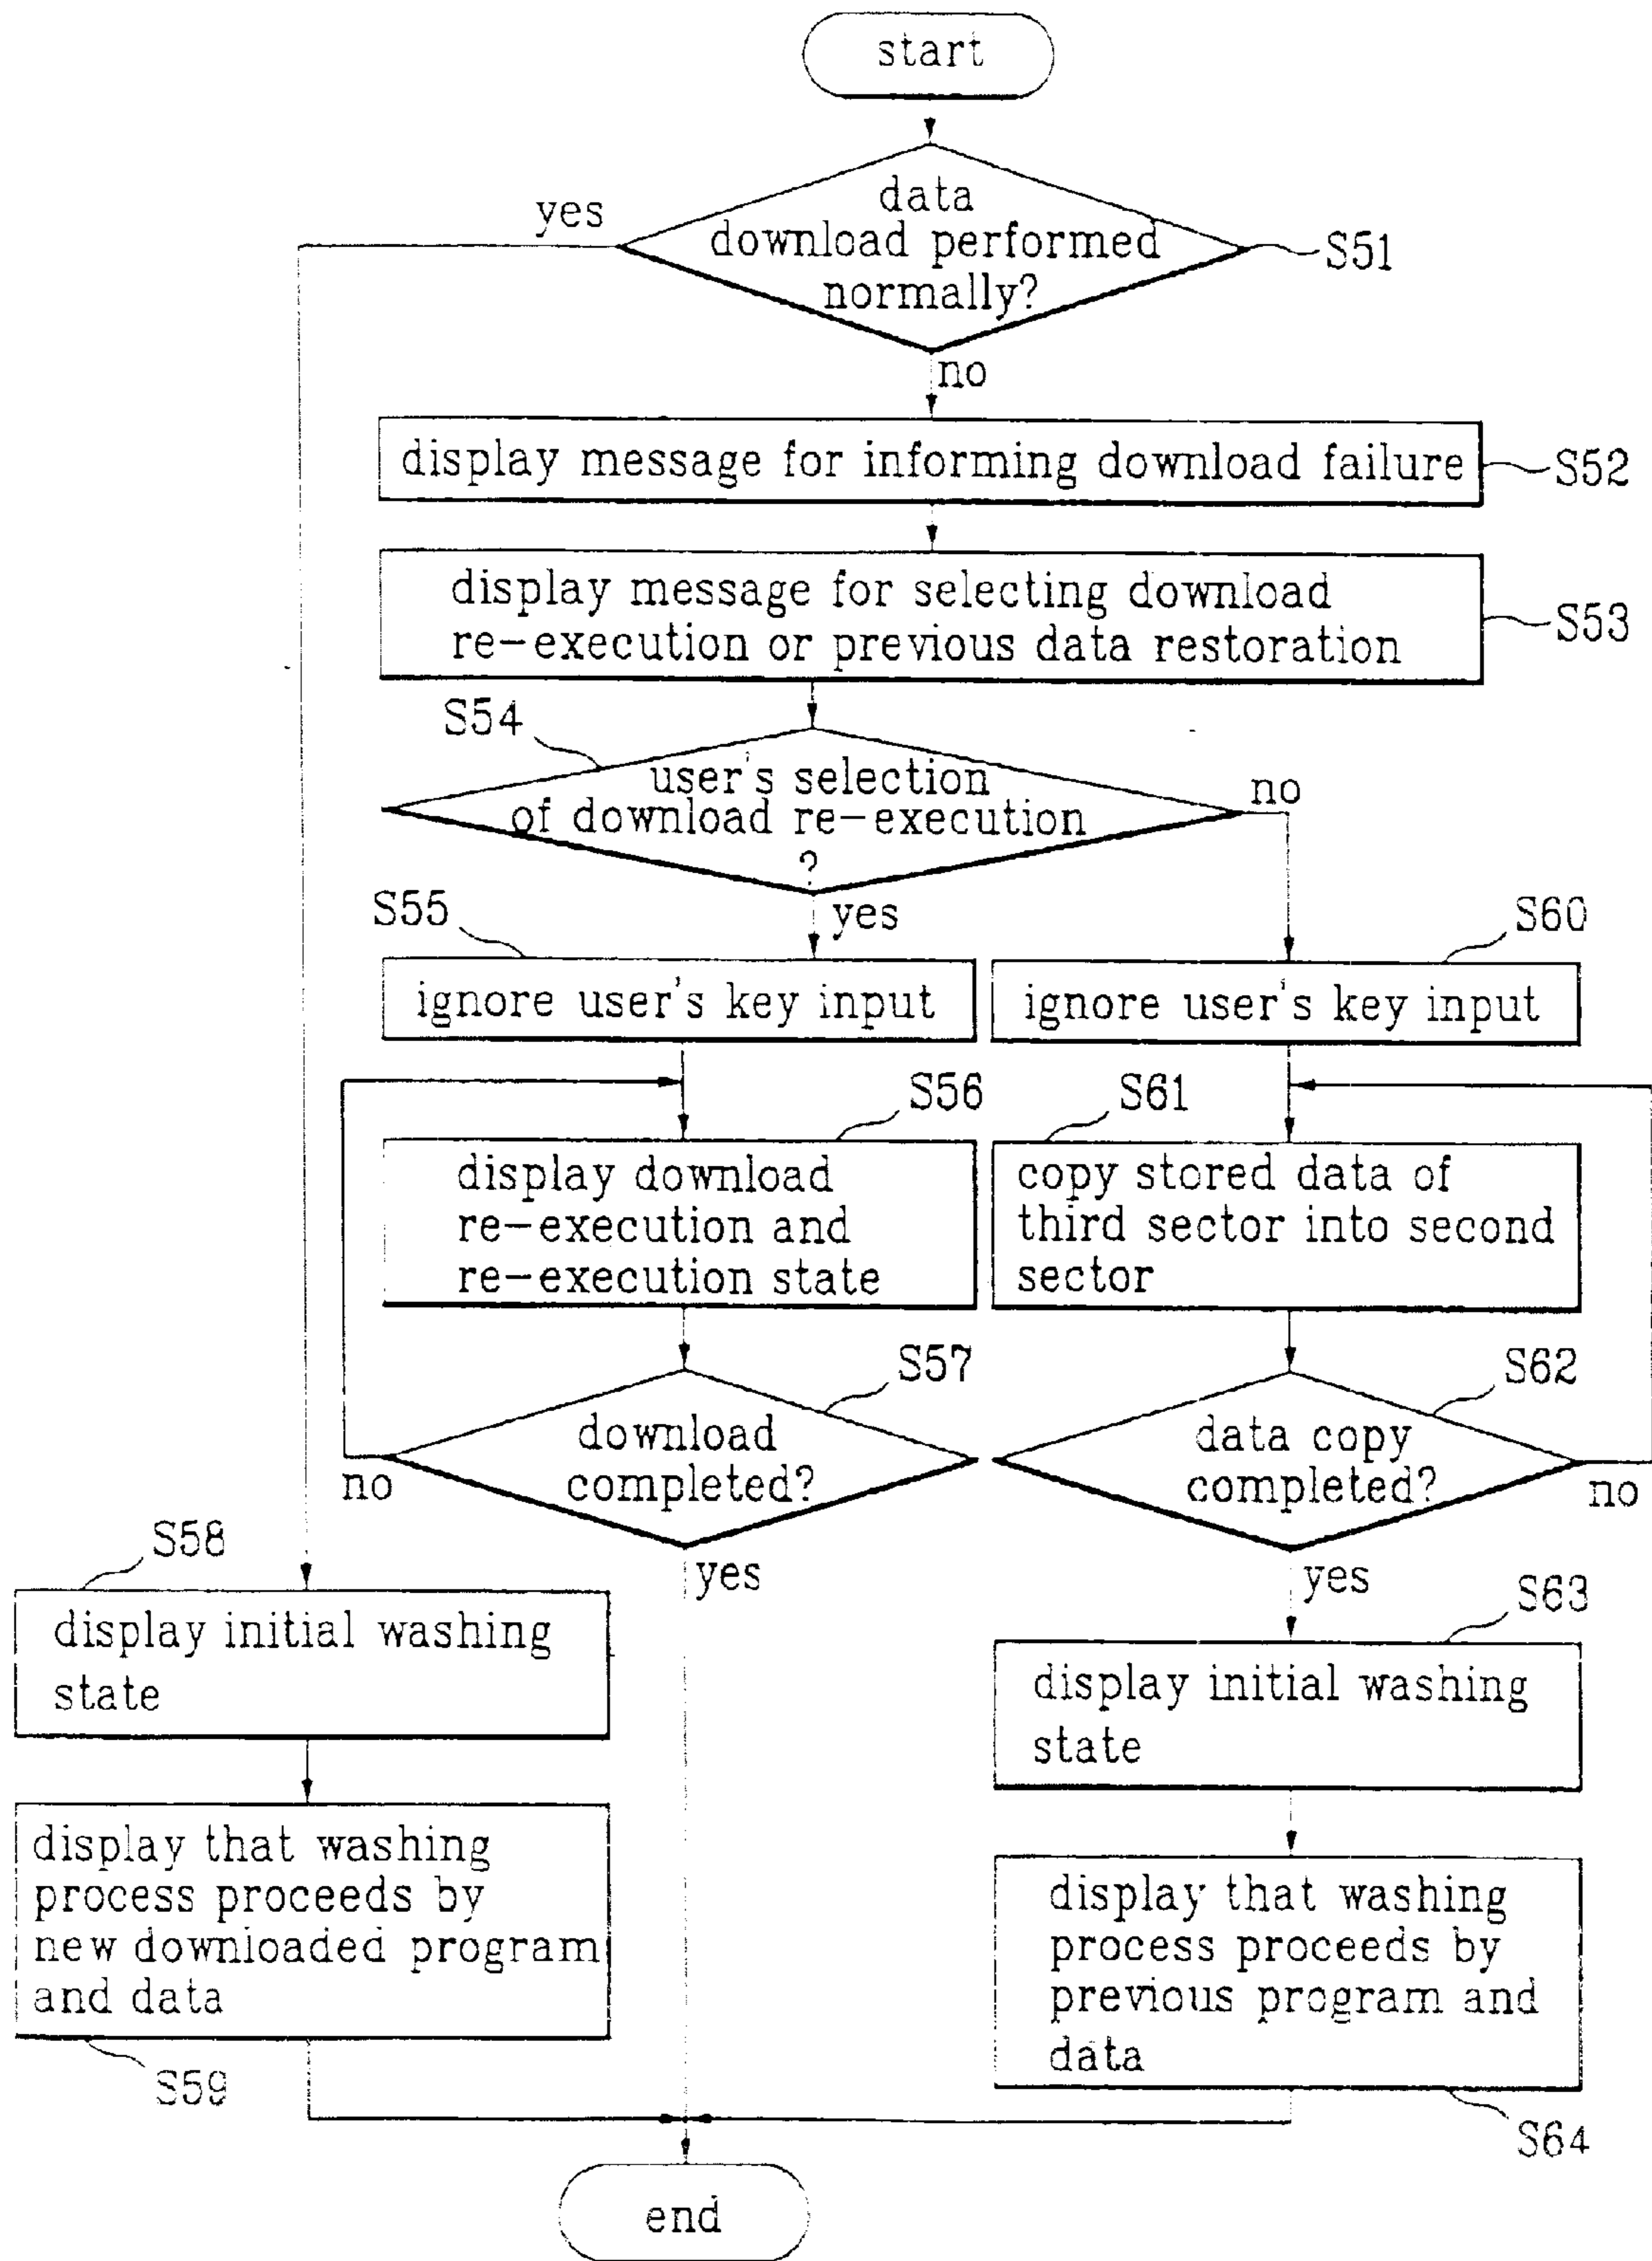 start
data
download performed
normally?
yes
S51
no
display message for informing download failure
S52
display message for selecting download
re-execution or previous data restoration
S53
S54
user's selection
of download re-execution
?
no
yes
S55
ignore user's key input
S60
ignore user's key input
S56
display download
re-execution and
re-execution state
S61
copy stored data of
third sector into second
sector
S57
download
completed?
no
yes
S62
data copy
completed?
no
yes
S58
display initial washing
state
S63
display initial washing
state
display that washing
process proceeds by
new downloaded program
and data
S59
display that washing
process proceeds by
previous program and
data
S64
end